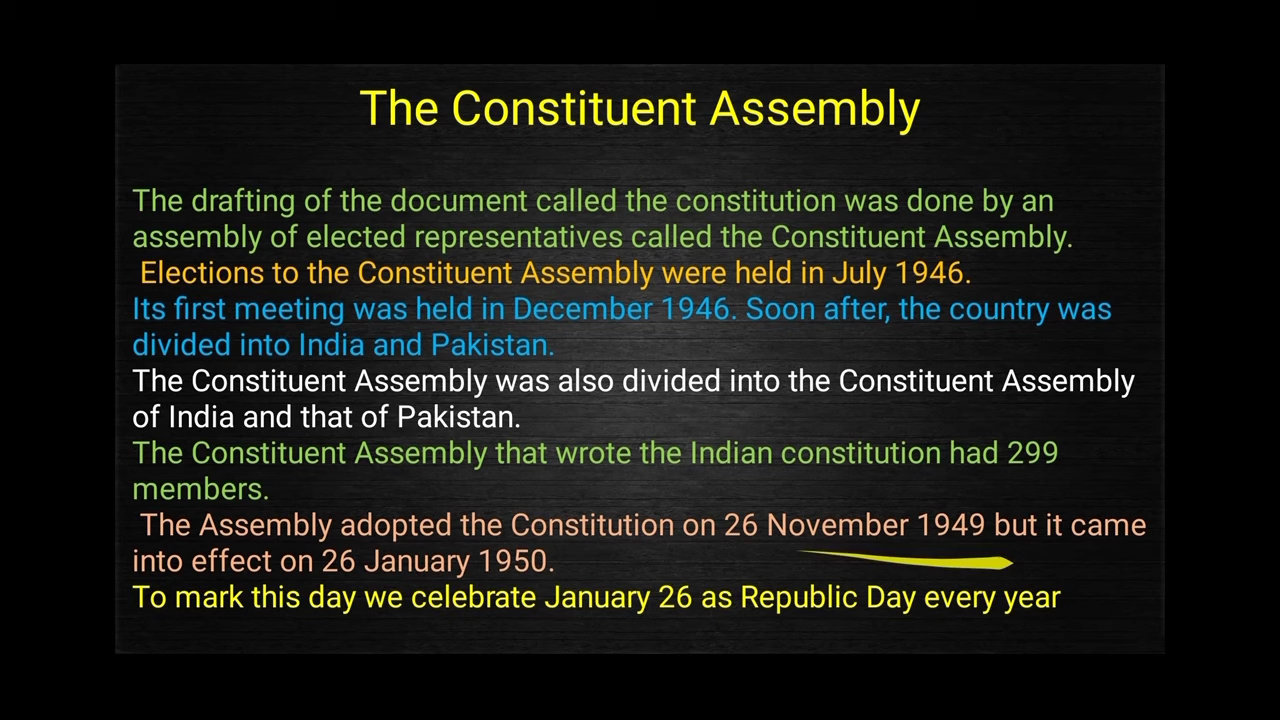 The Constituent Assembly
The drafting of the document called the constitution was done by an
assembly of elected representatives called the Constituent Assembly.
Elections to the Constituent Assembly were held in July 1946.
Its first meeting was held in December 1946. Soon after, the country was
divided into India and Pakistan.
The Constituent Assembly was also divided into the Constituent Assembly
of India and that of Pakistan.
The Constituent Assembly that wrote the Indian constitution had 299
members.
The Assembly adopted the Constitution on 26 November 1949 but it came
into effect on 26 January 1950.
To mark this day we celebrate January 26 as Republic Day every year